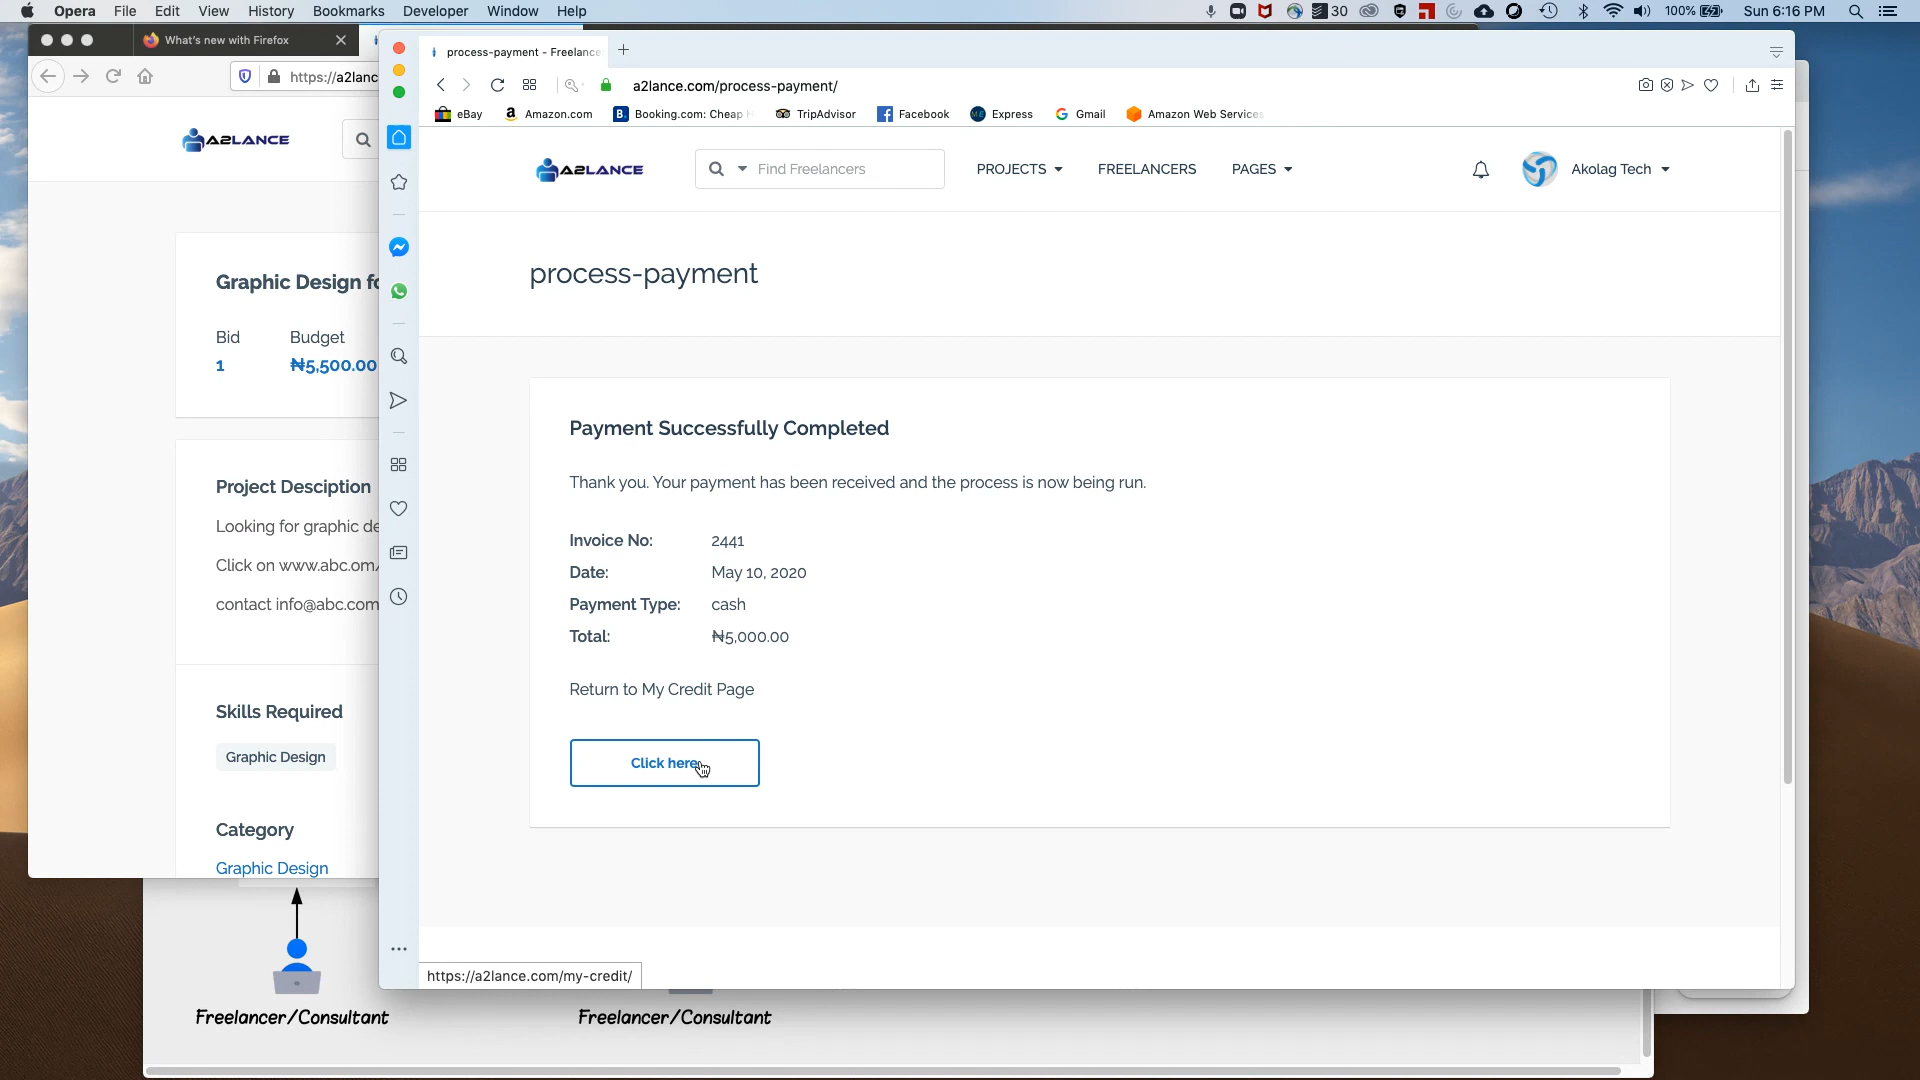 Opera File Edit View History Bookmarks Developer Window Help 30 100% Sun 6:16 PM
What's new with Firefox
https://a2lanc
A2LANCE
Graphic Design fo
Bid Budget
1 ₦5,500.00
Project Desciption
Looking for graphic de
Click on www.abc.om/
contact info@abc.com
Skills Required
Graphic Design
Category
Graphic Design
process-payment - Freelance
a2lance.com/process-payment/
eBay Amazon.com Booking.com: Cheap TripAdvisor Facebook Express Gmail Amazon Web Services
A2LANCE Find Freelancers PROJECTS FREELANCERS PAGES Akolag Tech
process-payment
Payment Successfully Completed
Thank you. Your payment has been received and the process is now being run.
Invoice No: 2441
Date: May 10, 2020
Payment Type: cash
Total: ₦5,000.00
Return to My Credit Page
Click here
https://a2lance.com/my-credit/
Freelancer/Consultant Freelancer/Consultant